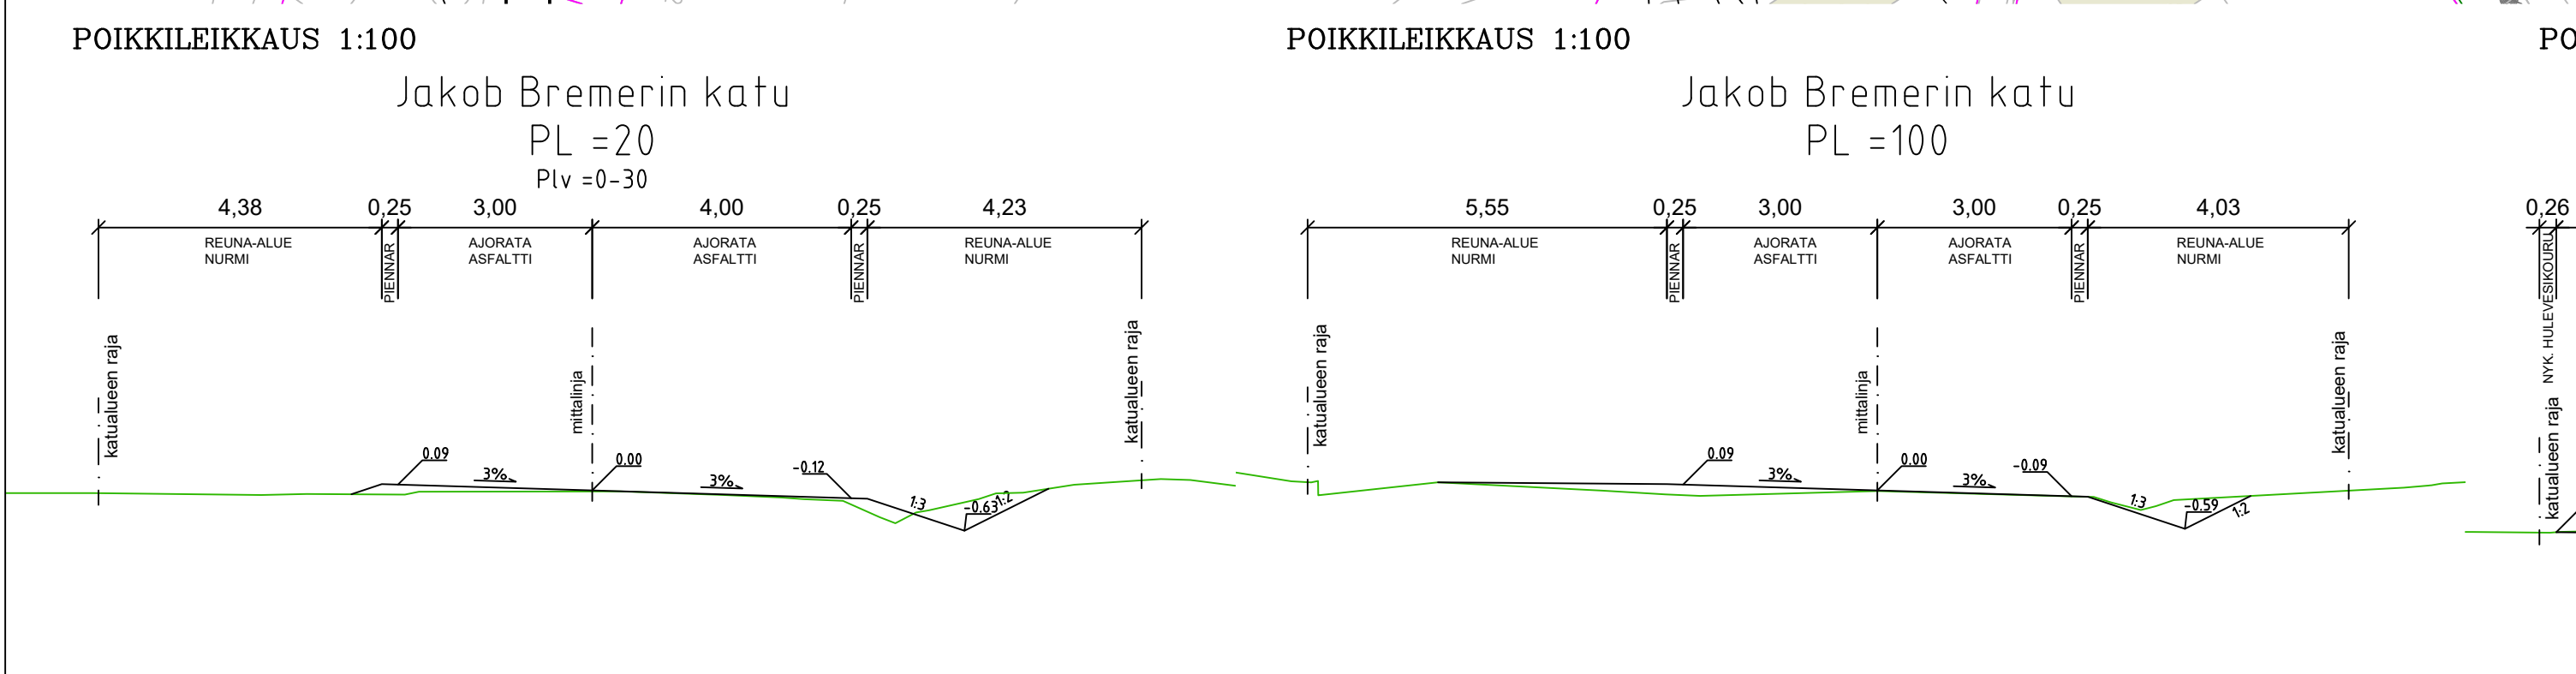 POIKKILEIKKAUS 1:100
Jakob Bremerin katu
PL =20
Plv =0-30
4,38 0,25 3,00 4,00 0,25 4,23
REUNA-ALUE
NURMI
PIENNAR
AJORATA
ASFALTTI
AJORATA
ASFALTTI
PIENNAR
REUNA-ALUE
NURMI
katualueen raja
mittalinja
katualueen raja
0.09
3%
0.00
3%
-0.12
1:3
-0.63
1:2
POIKKILEIKKAUS 1:100
Jakob Bremerin katu
PL =100
5,55 0,25 3,00 3,00 0,25 4,03
REUNA-ALUE
NURMI
PIENNAR
AJORATA
ASFALTTI
AJORATA
ASFALTTI
PIENNAR
REUNA-ALUE
NURMI
katualueen raja
mittalinja
katualueen raja
0.09
3%
0.00
3%
-0.09
1:3
-0.59
1:2
PO
0,26
NYK. HULEVESIKOURU
katualueen raja